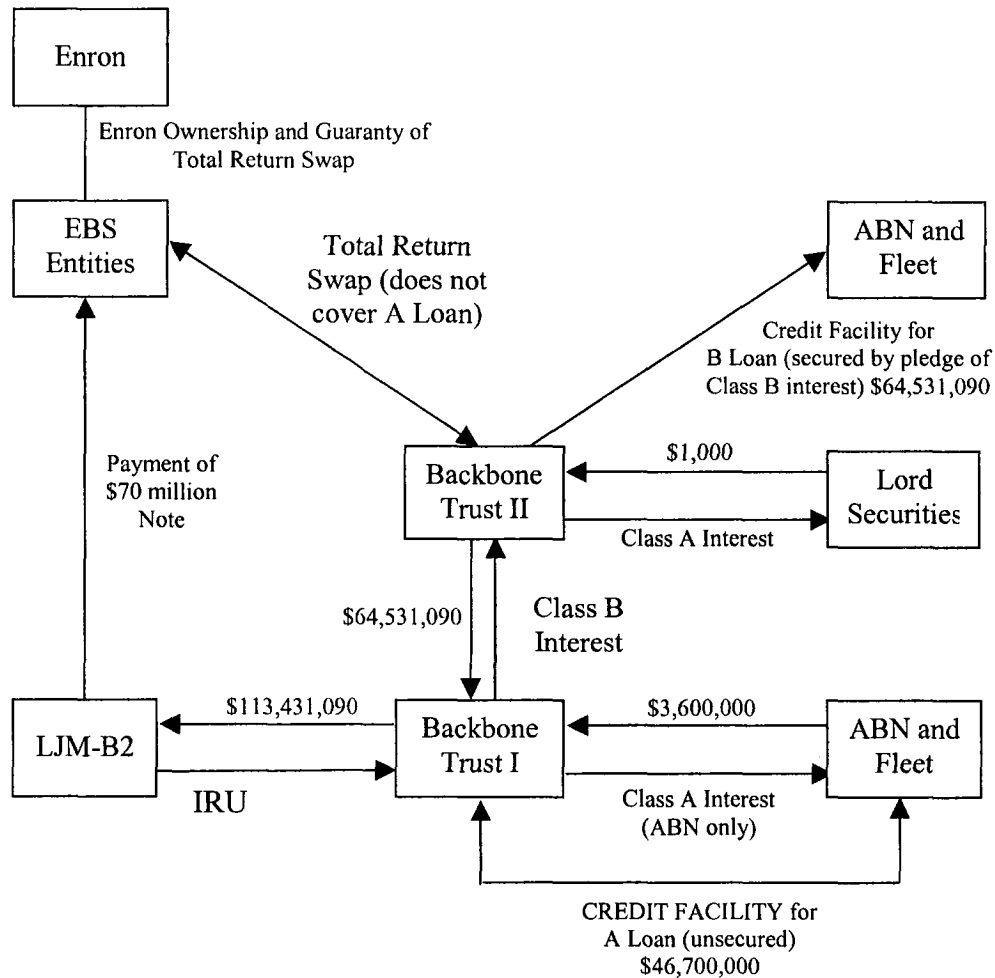 Enron
Enron Ownership and Guaranty of
Total Return Swap
EBS
Entities
Total Return
Swap (does not
cover A Loan)
ABN and
Fleet
Credit Facility for
B Loan (secured by pledge of
Class B interest) $64,531,090
Payment of
$70 million
Note
Backbone
Trust II
$1,000
Class A Interest
Lord
Securities
$64,531,090
Class B
Interest
LJM-B2
$113,431,090
IRU
Backbone
Trust I
$3,600,000
Class A Interest
(ABN only)
ABN and
Fleet
CREDIT FACILITY for
A Loan (unsecured)
$46,700,000